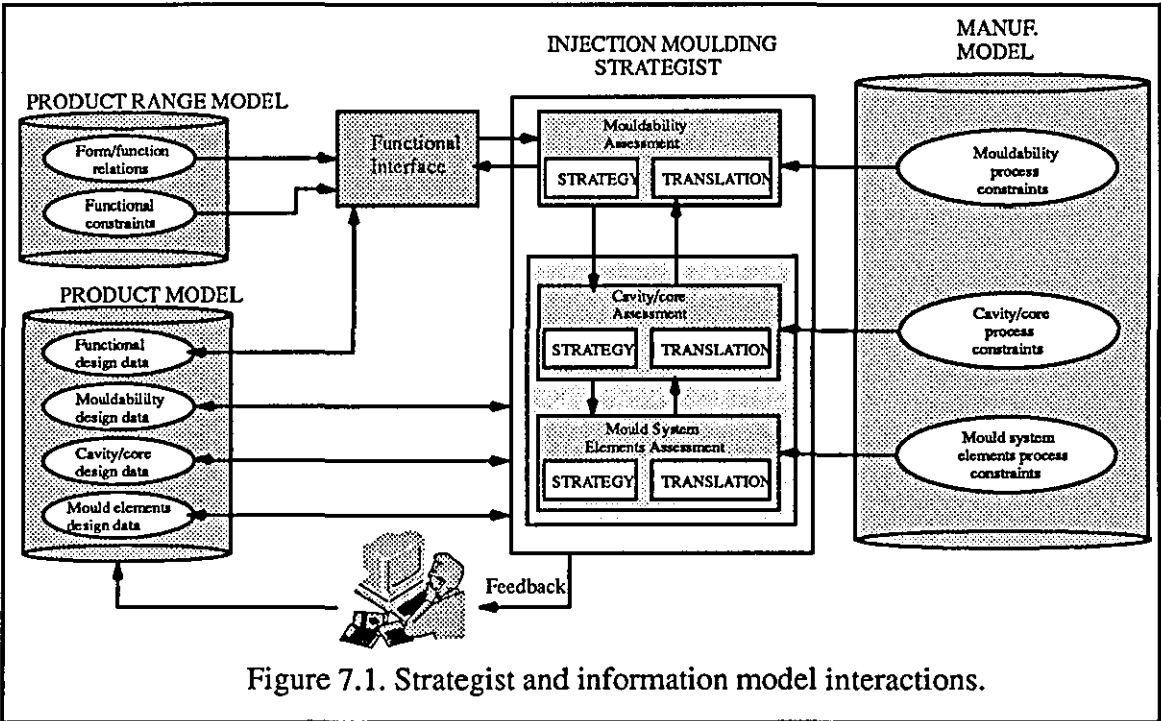 PRODUCT RANGE MODEL
Form/function
relations
Functional
constraints
PRODUCT MODEL
Functional
design data
Mouldabililty
design data
Cavity/core
design data
Mould elements
design data
Functional
Interface
INJECTION MOULDING
STRATEGIST
Mouldability
Assessment
STRATEGY
TRANSLATION
Cavity/core
Assessment
STRATEGY
TRANSLATION
Mould System
Elements Assessment
STRATEGY
TRANSLATION
MANUF.
MODEL
Mouldability
process
constraints
Cavity/core
process
constraints
Mould system
elements process
constraints
Feedback
Figure 7.1. Strategist and information model interactions.